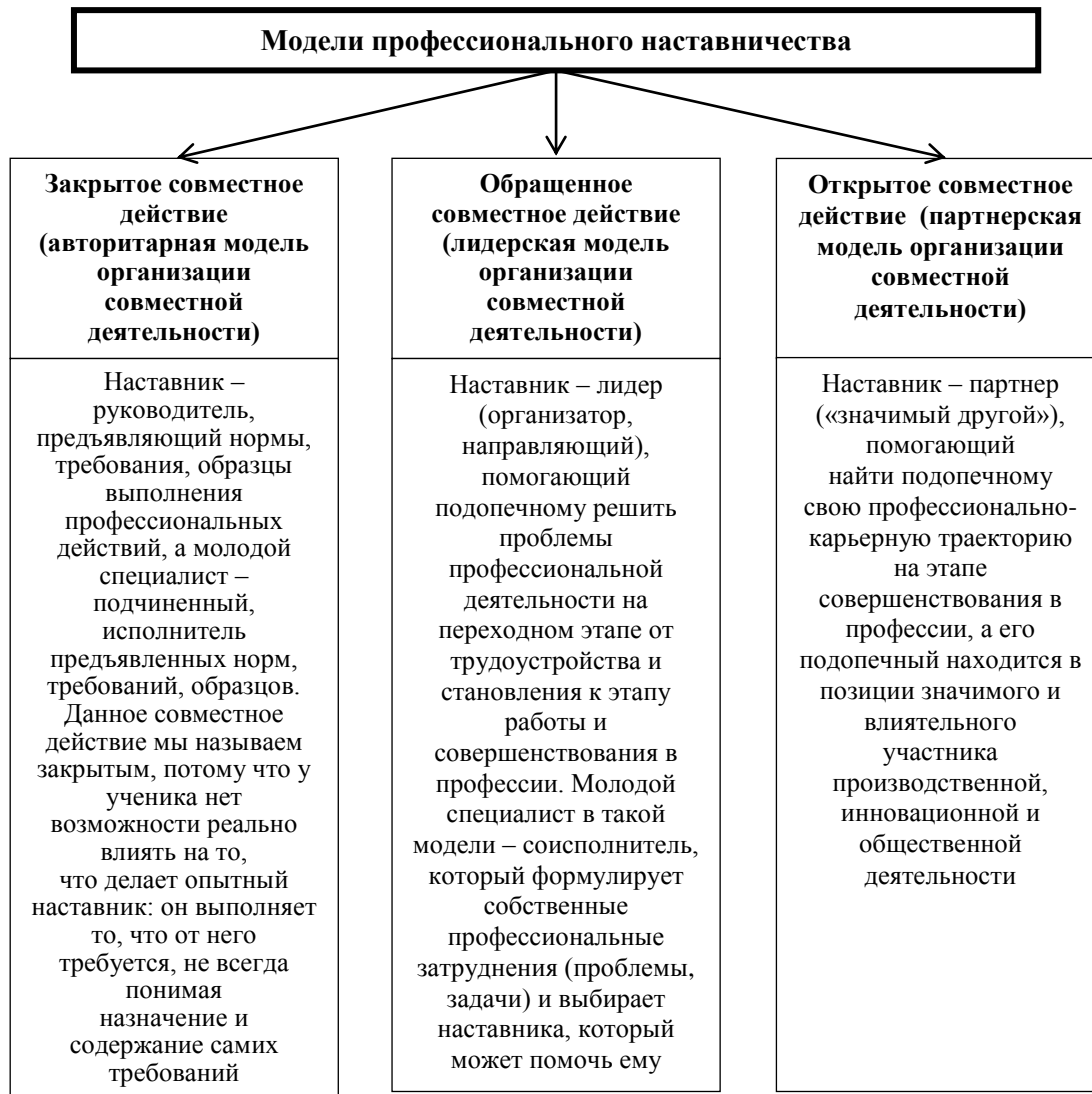 Модели профессионального наставничества
Закрытое совместное
действие
(авторитарная модель
организации
совместной
деятельности)
Наставник –
руководитель,
предъявляющий нормы,
требования, образцы
выполнения
профессиональных
действий, а молодой
специалист –
подчиненный,
исполнитель
предъявленных норм,
требований, образцов.
Данное совместное
действие мы называем
закрытым, потому что у
ученика нет
возможности реально
влиять на то,
что делает опытный
наставник: он выполняет
то, что от него
требуется, не всегда
понимая
назначение и
содержание самих
требований
Обращенное
совместное действие
(лидерская модель
организации
совместной
деятельности)
Наставник – лидер
(организатор,
направляющий),
помогающий
подопечному решить
проблемы
профессиональной
деятельности на
переходном этапе от
трудоустройства и
становления к этапу
работы и
совершенствования в
профессии. Молодой
специалист в такой
модели – соисполнитель,
который формулирует
собственные
профессиональные
затруднения (проблемы,
задачи) и выбирает
наставника, который
может помочь ему
Открытое совместное
действие (партнерская
модель организации
совместной
деятельности)
Наставник – партнер
(«значимый другой»),
помогающий
найти подопечному
свою профессионально-
карьерную траекторию
на этапе
совершенствования в
профессии, а его
подопечный находится в
позиции значимого и
влиятельного
участника
производственной,
инновационной и
общественной
деятельности